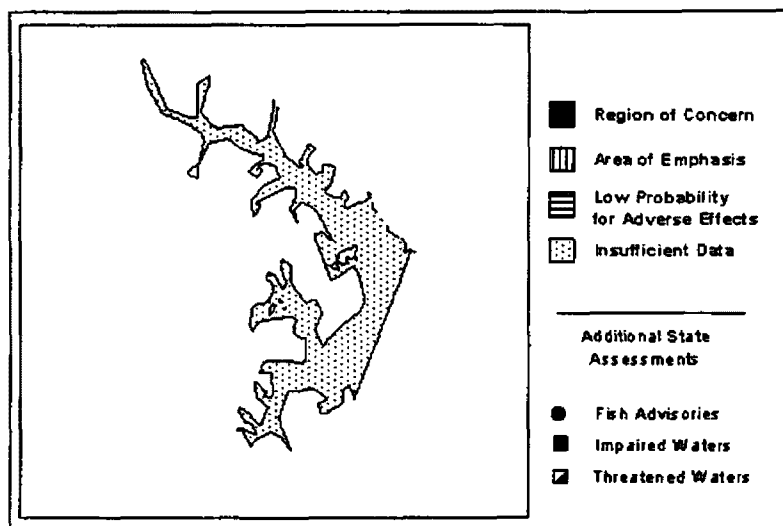 Region of Concern
Area of Emphasis
Low Probability
for Adverse Effects
Insufficient Data
Additional State
Assessments
Fish Advisories
Impaired Waters
Threatened Waters